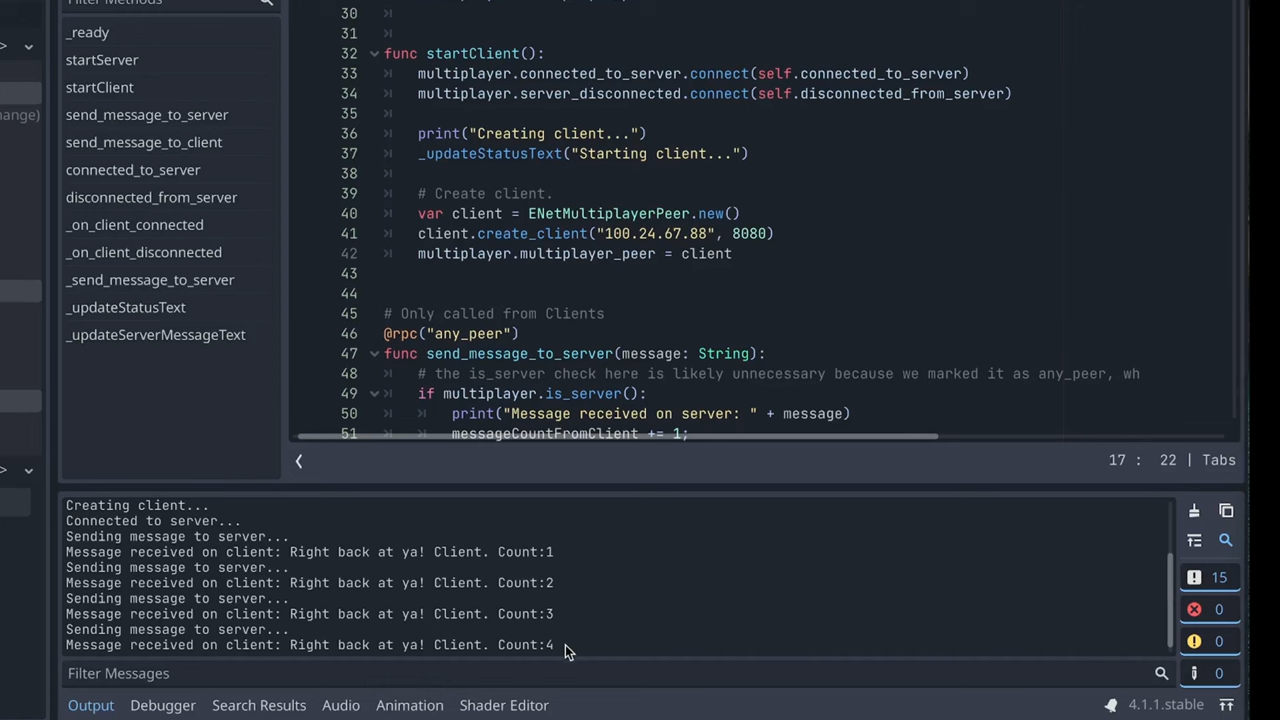 Filter Methods
_ready
startServer
startClient
send_message_to_server
send_message_to_client
connected_to_server
disconnected_from_server
_on_client_connected
_on_client_disconnected
_send_message_to_server
_updateStatusText
_updateServerMessageText
hange)
30
31
32 func startClient():
33 multiplayer.connected_to_server.connect(self.connected_to_server)
34 multiplayer.server_disconnected.connect(self.disconnected_from_server)
35
36 print("Creating client...")
37 _updateStatusText("Starting client...")
38
39 # Create client.
40 var client = ENetMultiplayerPeer.new()
41 client.create_client("100.24.67.88", 8080)
42 multiplayer.multiplayer_peer = client
43
44
45 # Only called from Clients
46 @rpc("any_peer")
47 func send_message_to_server(message: String):
48 # the is_server check here is likely unnecessary because we marked it as any_peer, wh
49 if multiplayer.is_server():
50 print("Message received on server: " + message)
51 messageCountFromClient += 1;
17 : 22 | Tabs
Creating client...
Connected to server...
Sending message to server...
Message received on client: Right back at ya! Client. Count:1
Sending message to server...
Message received on client: Right back at ya! Client. Count:2
Sending message to server...
Message received on client: Right back at ya! Client. Count:3
Sending message to server...
Message received on client: Right back at ya! Client. Count:4
15
0
0
0
Filter Messages
Output Debugger Search Results Audio Animation Shader Editor 4.1.1.stable